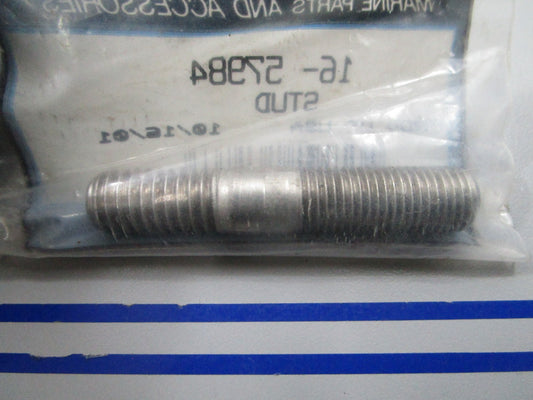 MARINE PARTS AND ACCESSORIES
16- 57984
STUD
10/16/01